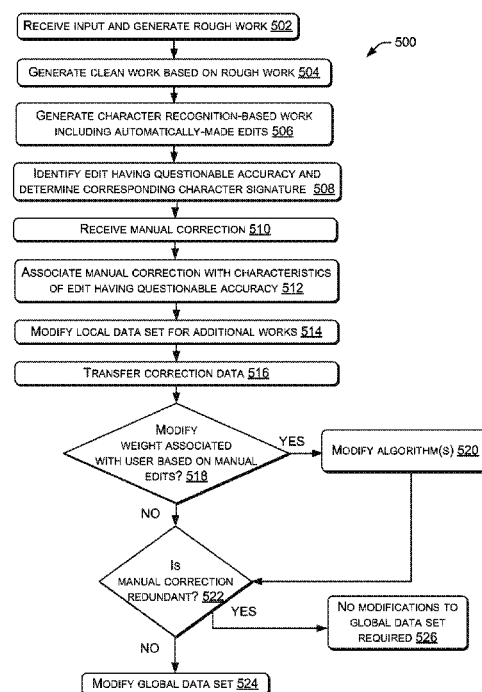 RECEIVE INPUT AND GENERATE ROUGH WORK 502
500
GENERATE CLEAN WORK BASED ON ROUGH WORK 504
GENERATE CHARACTER RECOGNITION-BASED WORK
INCLUDING AUTOMATICALLY-MADE EDITS 506
IDENTIFY EDIT HAVING QUESTIONABLE ACCURACY AND
DETERMINE CORRESPONDING CHARACTER SIGNATURE 508
RECEIVE MANUAL CORRECTION 510
ASSOCIATE MANUAL CORRECTION WITH CHARACTERISTICS
OF EDIT HAVING QUESTIONABLE ACCURACY 512
MODIFY LOCAL DATA SET FOR ADDITIONAL WORKS 514
TRANSFER CORRECTION DATA 516
MODIFY
WEIGHT ASSOCIATED
WITH USER BASED ON MANUAL
EDITS? 518
YES
MODIFY ALGORITHM(S) 520
NO
IS
MANUAL CORRECTION
REDUNDANT? 522
YES
NO MODIFICATIONS TO
GLOBAL DATA SET
REQUIRED 526
NO
MODIFY GLOBAL DATA SET 524